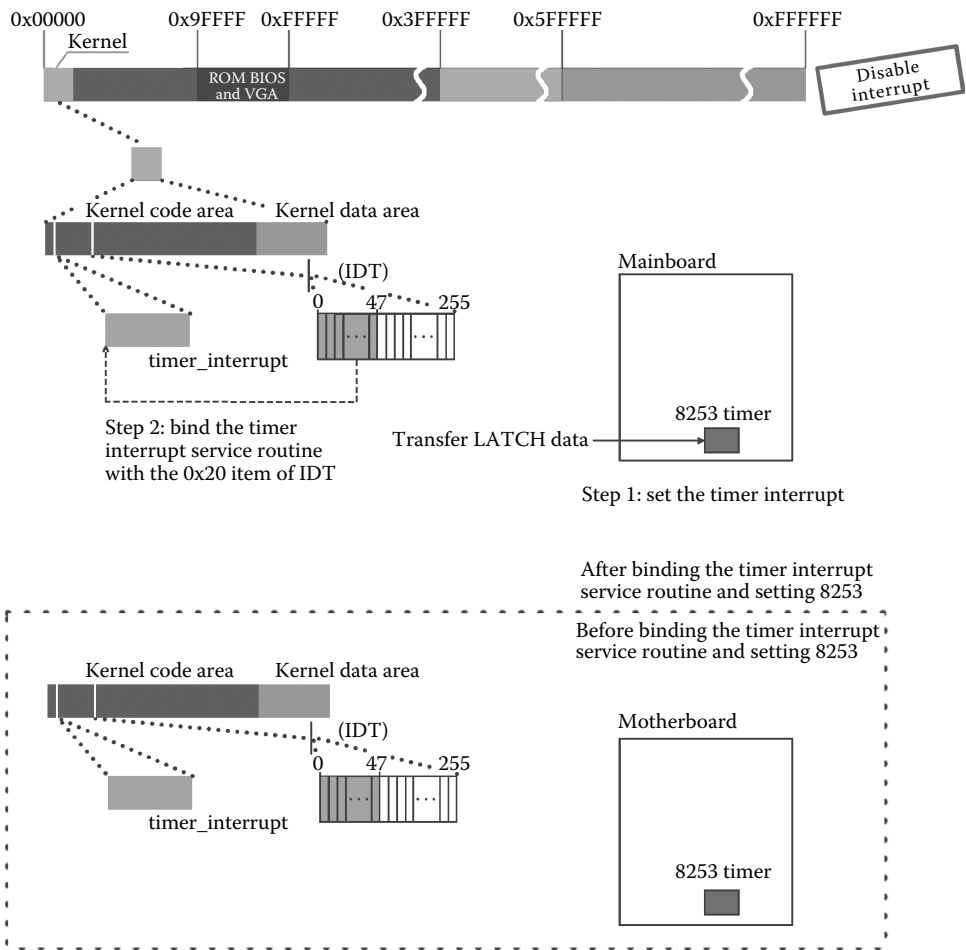 0x00000 0x9FFFF 0xFFFFF 0x3FFFFF 0x5FFFFF 0xFFFFFF
Kernel
ROM BIOS
and VGA
Disable
interrupt
Kernel code area Kernel data area
(IDT)
0 47 255
...
...
timer_interrupt
Step 2: bind the timer
interrupt service routine
with the 0x20 item of IDT
Mainboard
8253 timer
Transfer LATCH data
Step 1: set the timer interrupt
After binding the timer interrupt
service routine and setting 8253
Before binding the timer interrupt
service routine and setting 8253
Kernel code area Kernel data area
(IDT)
0 47 255
...
...
timer_interrupt
Motherboard
8253 timer